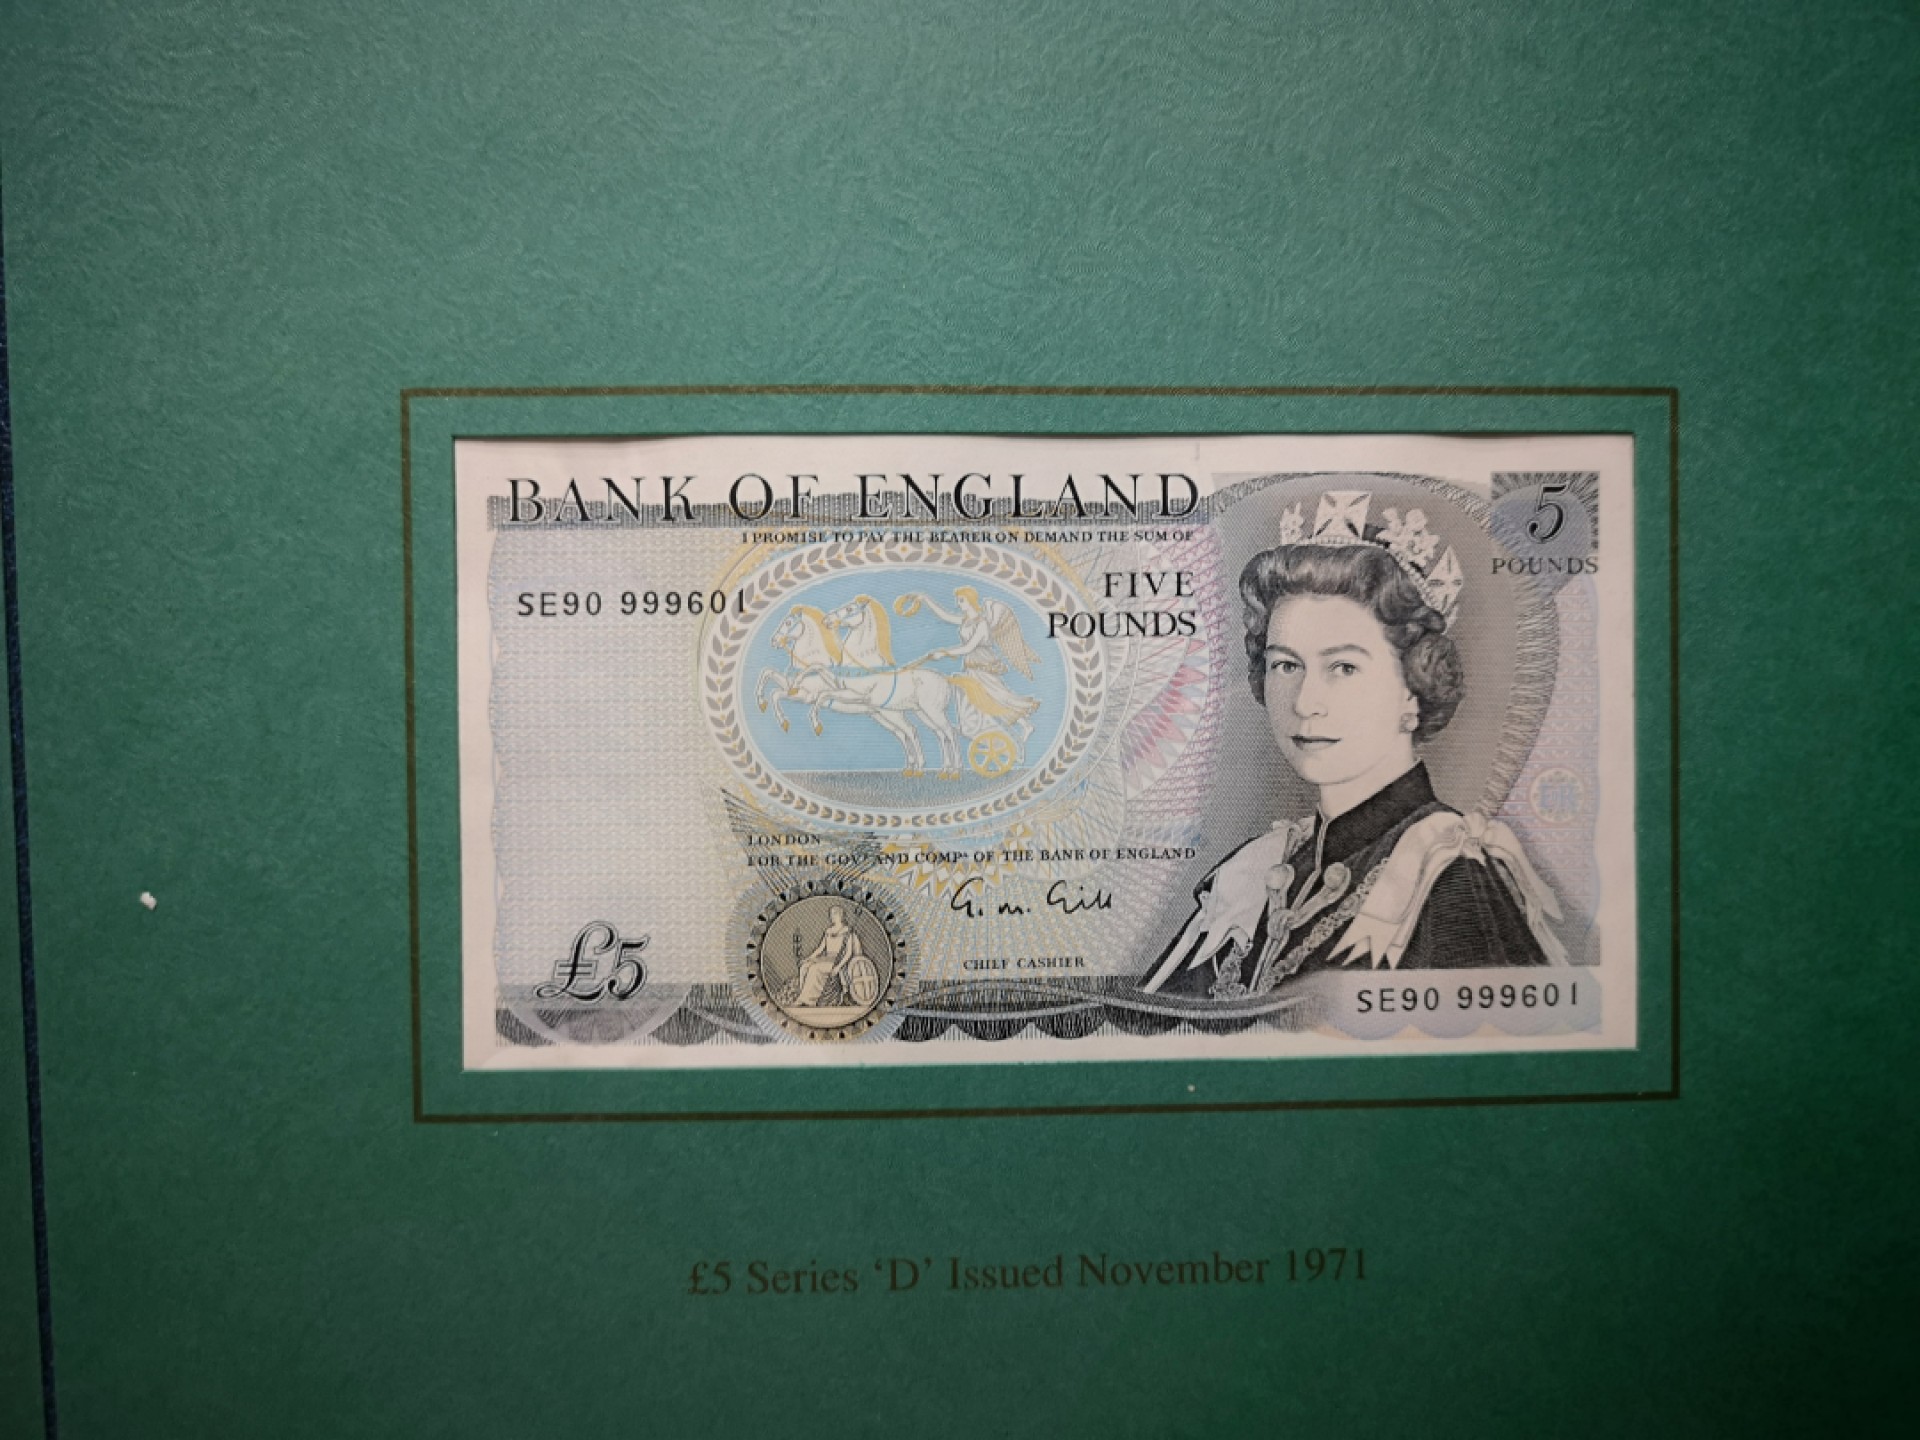 BANK OF ENGLAND
I PROMISE TO PAY THE BEARER ON DEMAND THE SUM OF
5
POUNDS
SE90 999601
FIVE
POUNDS
LONDON
FOR THE GOVR AND COMPA OF THE BANK OF ENGLAND
G. M. Gill
CHIEF CASHIER
£5
SE90 999601
£5 Series ‘D’ Issued November 1971